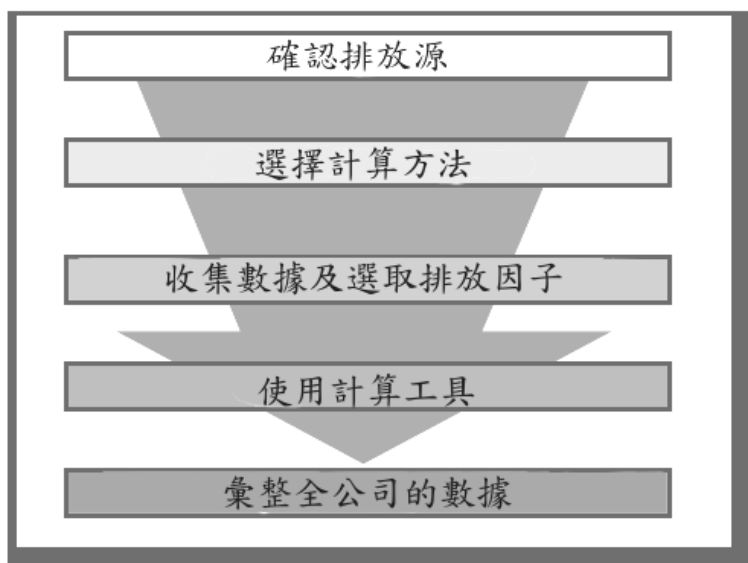 確認排放源
選擇計算方法
收集數據及選取排放因子
使用計算工具
彙整全公司的數據